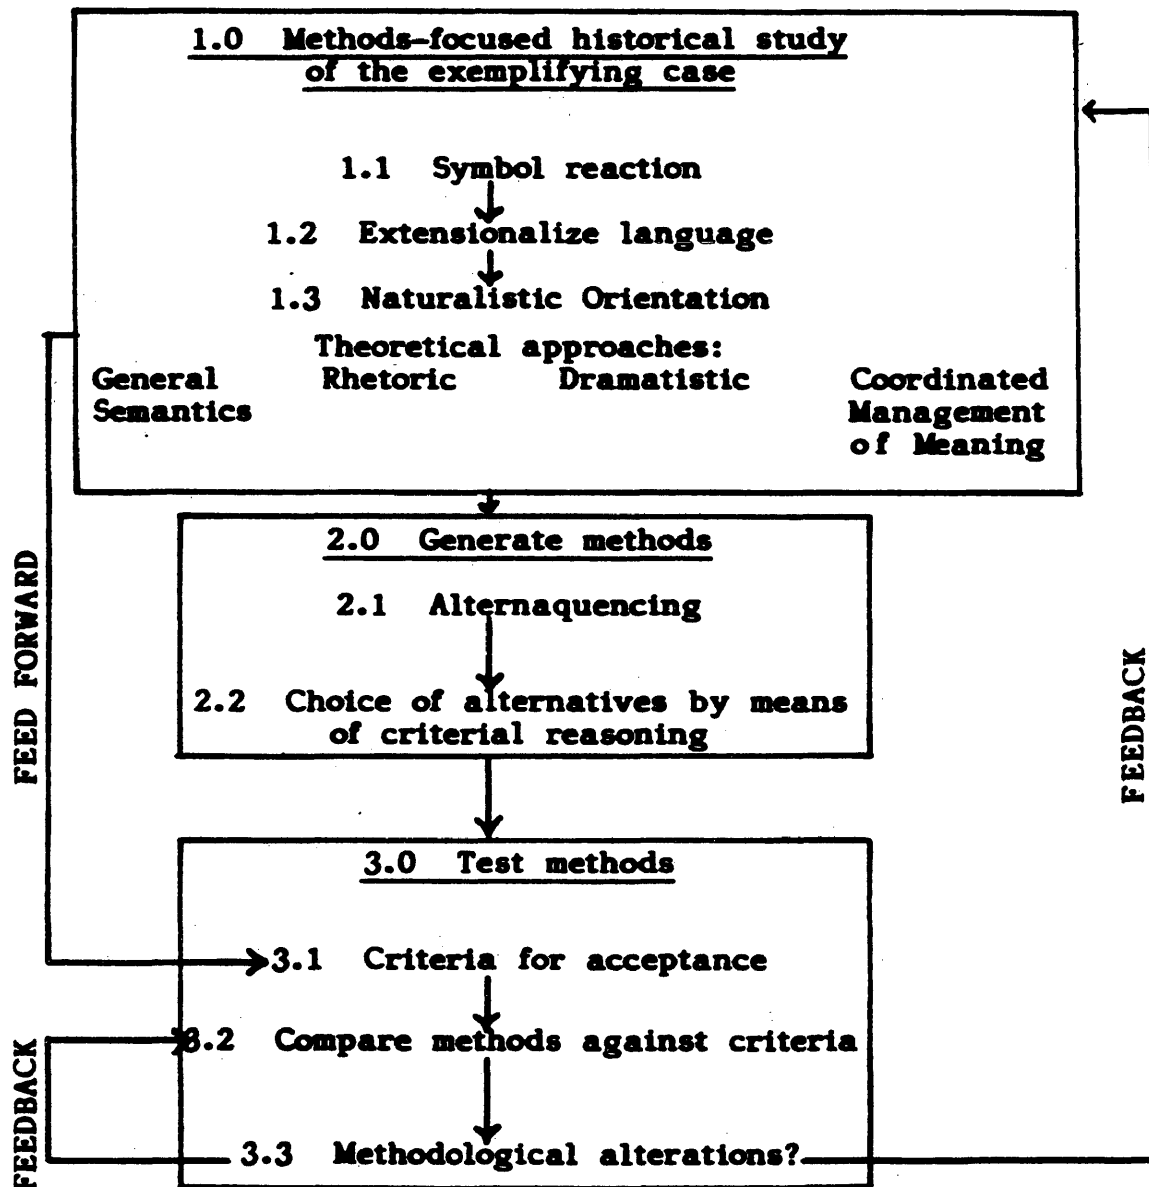 1.0 Methods-focused historical study
of the exemplifying case
1.1 Symbol reaction
1.2 Extensionalize language
1.3 Naturalistic Orientation
Theoretical approaches:
General Rhetoric Dramatistic Coordinated
Semantics Management
of Meaning
2.0 Generate methods
2.1 Alternaquencing
2.2 Choice of alternatives by means
of criterial reasoning
FEED FORWARD
FEEDBACK
3.0 Test methods
3.1 Criteria for acceptance
3.2 Compare methods against criteria
3.3 Methodological alterations?
FEEDBACK